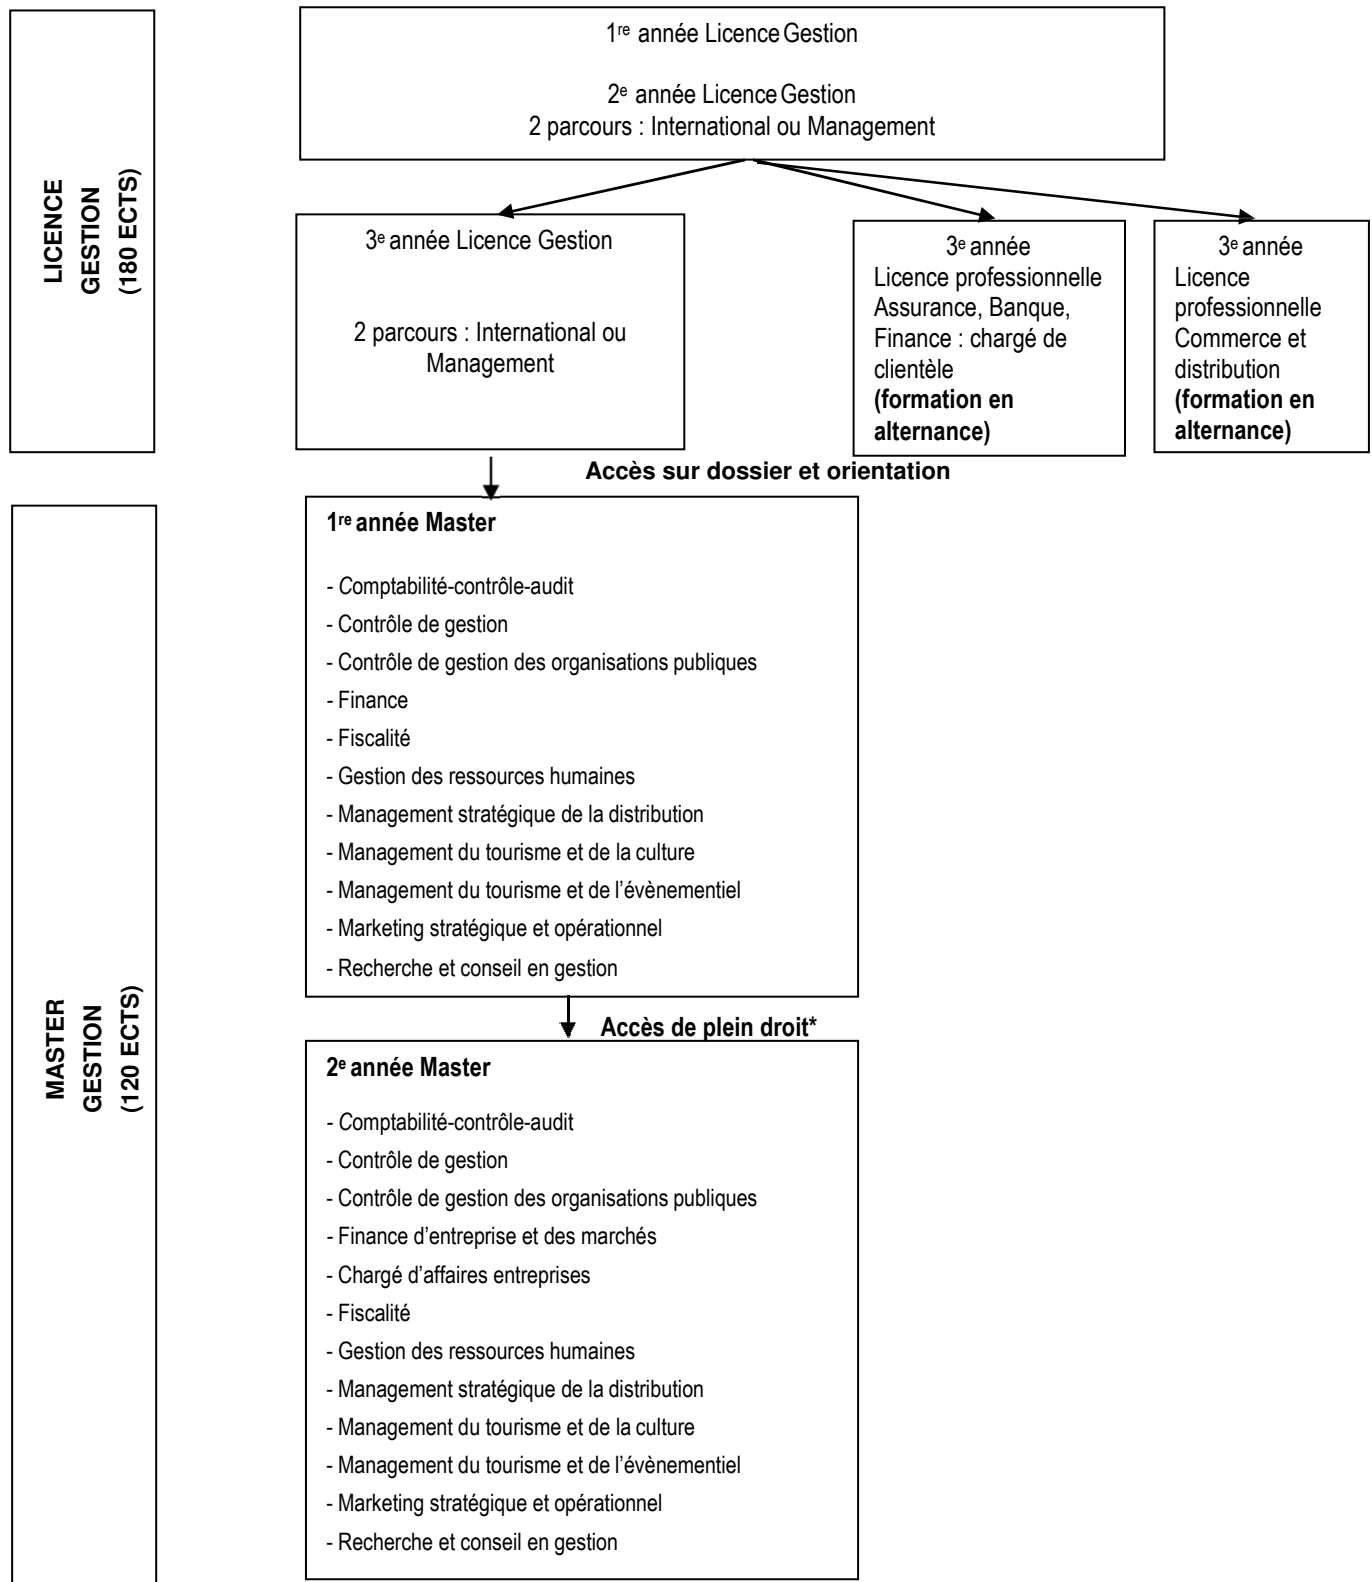 LICENCE
GESTION
(180 ECTS)
1re année Licence Gestion
2e année Licence Gestion
2 parcours : International ou Management
3e année Licence Gestion
2 parcours : International ou
Management
3e année
Licence professionnelle
Assurance, Banque,
Finance : chargé de
clientèle
(formation en
alternance)
3e année
Licence
professionnelle
Commerce et
distribution
(formation en
alternance)
Accès sur dossier et orientation
MASTER
GESTION
(120 ECTS)
1re année Master
- Comptabilité-contrôle-audit
- Contrôle de gestion
- Contrôle de gestion des organisations publiques
- Finance
- Fiscalité
- Gestion des ressources humaines
- Management stratégique de la distribution
- Management du tourisme et de la culture
- Management du tourisme et de l’évènementiel
- Marketing stratégique et opérationnel
- Recherche et conseil en gestion
Accès de plein droit*
2e année Master
- Comptabilité-contrôle-audit
- Contrôle de gestion
- Contrôle de gestion des organisations publiques
- Finance d’entreprise et des marchés
- Chargé d’affaires entreprises
- Fiscalité
- Gestion des ressources humaines
- Management stratégique de la distribution
- Management du tourisme et de la culture
- Management du tourisme et de l’évènementiel
- Marketing stratégique et opérationnel
- Recherche et conseil en gestion